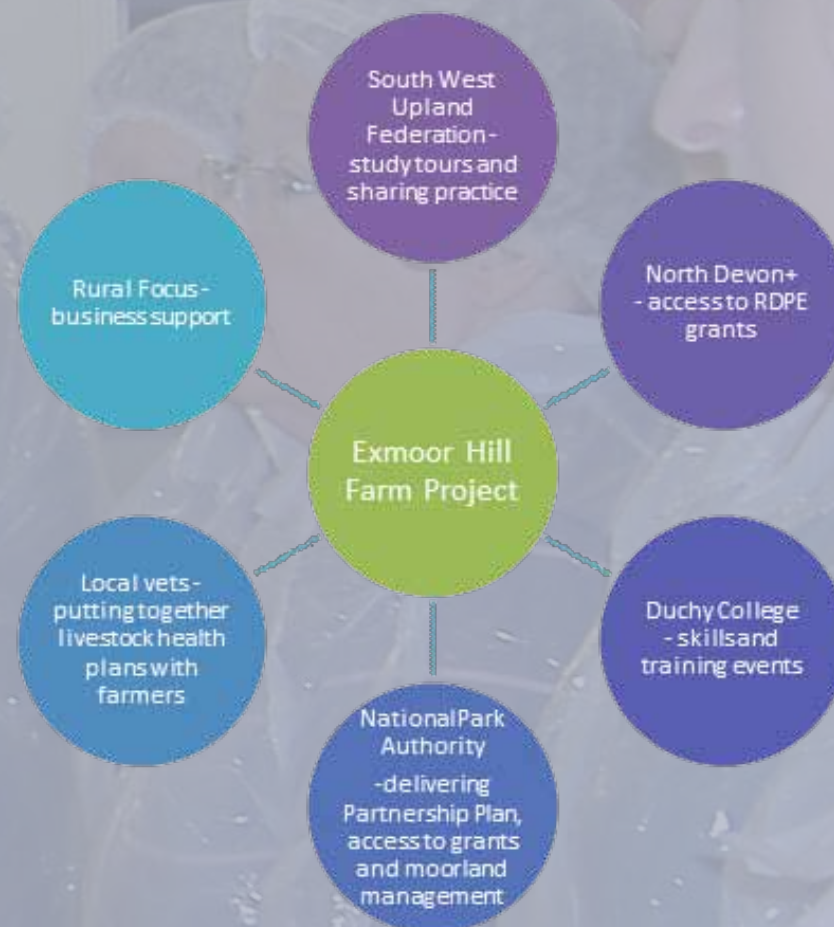 South West
Upland
Federation-
study tours and
sharing practice
North Devon+
- access to RDPE
grants
Duchy College
- skills and
training events
National Park
Authority
-delivering
Partnership Plan,
access to grants
and moorland
management
Local vets-
putting together
livestock health
plans with
farmers
Rural Focus-
business support
Exmoor Hill
Farm Project